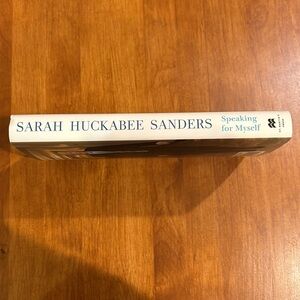 SARAH HUCKABEE SANDERS
Speaking
for Myself